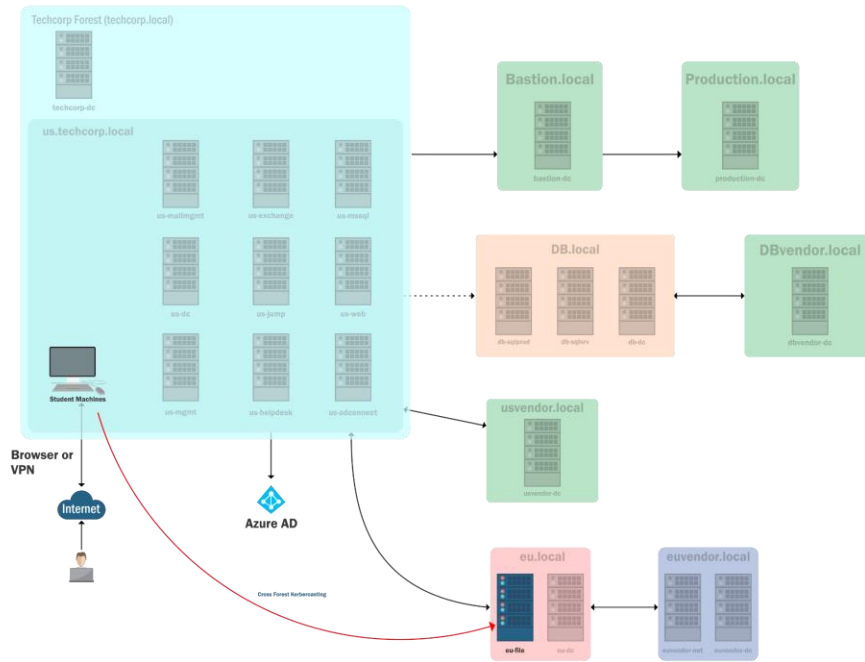 Techcorp Forest (techcorp.local)
techcorp-dc
us.techcorp.local
us-mailmgmt
us-exchange
us-mssql
us-dc
us-jump
us-web
Student Machines
us-mgmt
us-helpdesk
us-adconnect
Bastion.local
bastion-dc
Production.local
production-dc
DB.local
db-sqlprod
db-sqlsrv
db-dc
DBvendor.local
dbvendor-dc
usvendor.local
usvendor-dc
Browser or
VPN
Internet
Azure AD
Cross Forest Kerberoasting
eu.local
eu-file
eu-dc
euvendor.local
euvendor-net
euvendor-dc